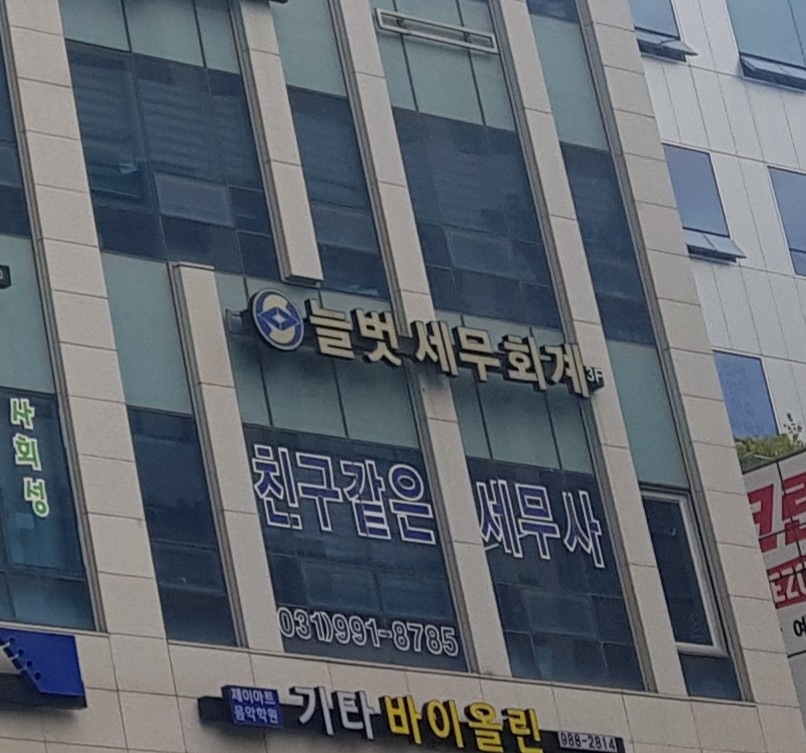 늘벗 세무회계 3F
사회성
친구같은 세무사
031)991-8785
제이아트
음악학원
기타 바이올린 988-2814